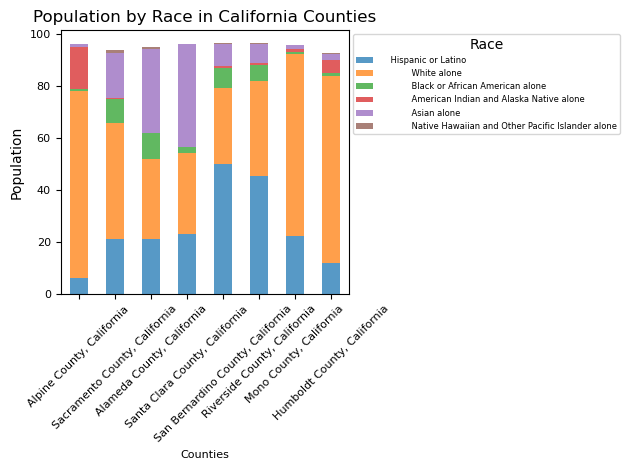 Population by Race in California Counties
100
80
60
40
20
0
Population
Race
Hispanic or Latino
White alone
Black or African American alone
American Indian and Alaska Native alone
Asian alone
Native Hawaiian and Other Pacific Islander alone
Alpine County, California
Sacramento County, California
Alameda County, California
Santa Clara County, California
San Bernardino County, California
Riverside County, California
Mono County, California
Humboldt County, California
Counties